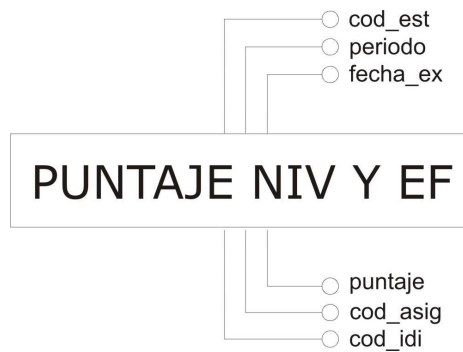 cod_est
periodo
fecha_ex
PUNTAJE NIV Y EF
puntaje
cod_asig
cod_idi